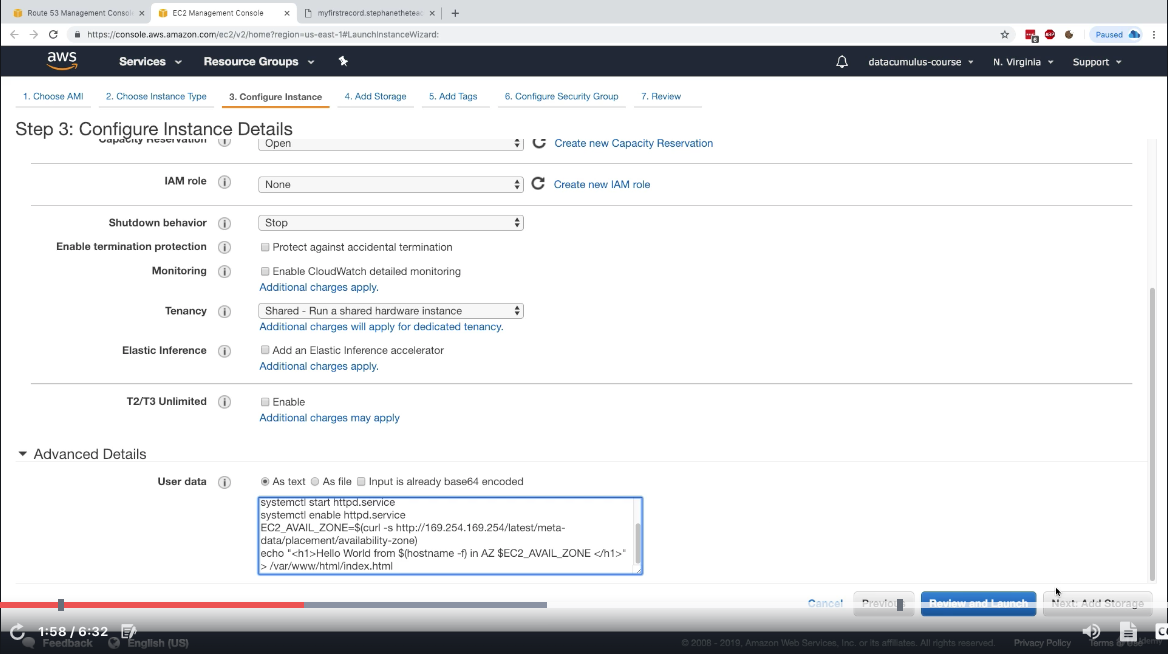 Route 53 Management Conso
EC2 Management Console
myfirstrecord.stephanetheteac
https://console.aws.amazon.com/ec2/v2/home?region=us-east-1#LaunchInstanceWizard:
Paused
aws
Services
Resource Groups
datacumulus-course
N. Virginia
Support
1. Choose AMI
2. Choose Instance Type
3. Configure Instance
4. Add Storage
5. Add Tags
6. Configure Security Group
7. Review
Step 3: Configure Instance Details
Capacity Reservation
Open
Create new Capacity Reservation
IAM role
None
Create new IAM role
Shutdown behavior
Stop
Enable termination protection
Protect against accidental termination
Monitoring
Enable CloudWatch detailed monitoring
Additional charges apply.
Tenancy
Shared - Run a shared hardware instance
Additional charges will apply for dedicated tenancy.
Elastic Inference
Add an Elastic Inference accelerator
Additional charges apply.
T2/T3 Unlimited
Enable
Additional charges may apply
Advanced Details
User data
As text
As file
Input is already base64 encoded
systemctl start httpd.service
systemctl enable httpd.service
EC2_AVAIL_ZONE=$(curl -s http://169.254.169.254/latest/meta-
data/placement/availability-zone)
echo "<h1>Hello World from $(hostname -f) in AZ $EC2_AVAIL_ZONE </h1>"
> /var/www/html/index.html
Cancel
Previous
Review and Launch
Next: Add Storage
1:58 / 6:32
Feedback
English (US)
© 2008 - 2019, Amazon Web Services, Inc. or its affiliates. All rights reserved.
Privacy Policy
Terms of Use